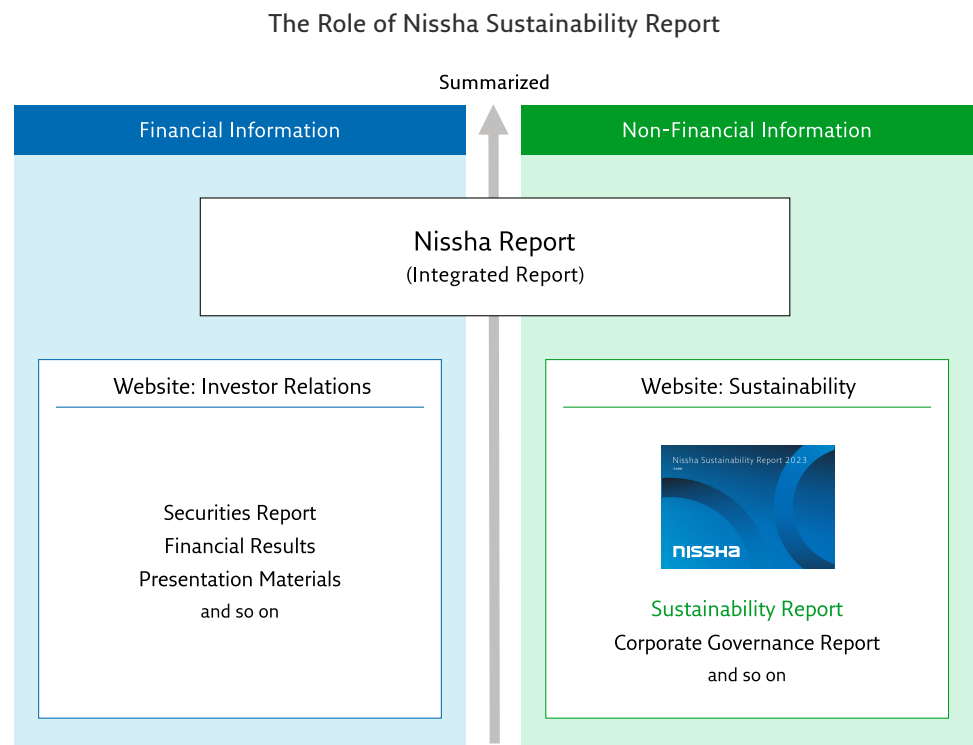 The Role of Nissha Sustainability Report
Summarized
Financial Information
Non-Financial Information
Nissha Report
(Integrated Report)
Website: Investor Relations
Securities Report
Financial Results
Presentation Materials
and so on
Website: Sustainability
Nissha Sustainability Report 2023
nissha
Sustainability Report
Corporate Governance Report
and so on